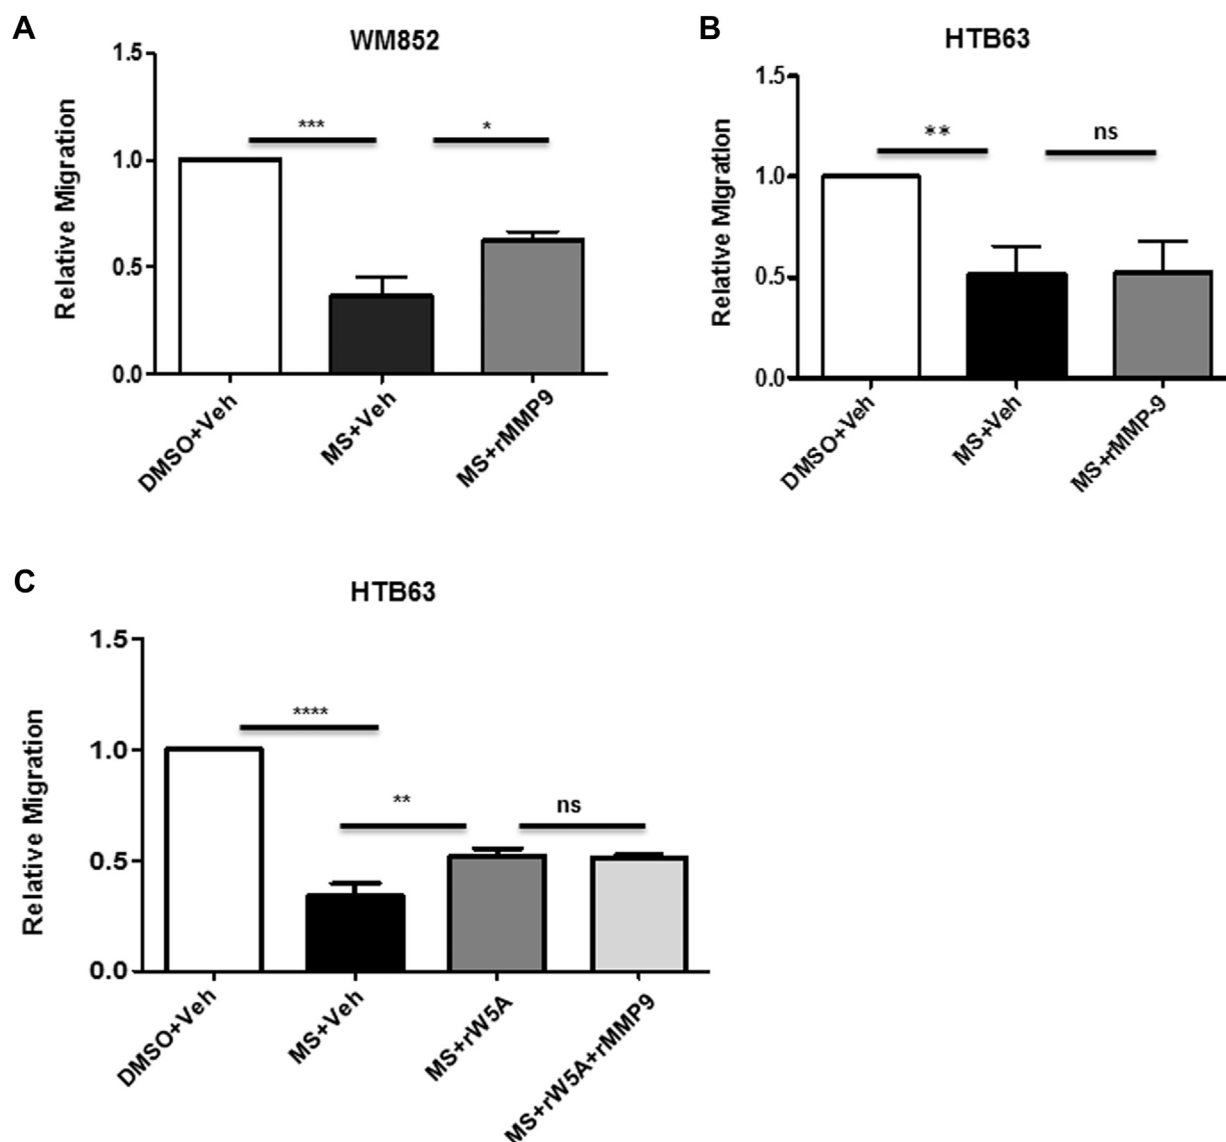 A
WM852
Relative Migration
1.5
1.0
0.5
0.0
***
*
DMSO+Veh
MS+Veh
MS+rMMP9
B
HTB63
Relative MIgration
1.5
1.0
0.5
0.0
**
ns
DMSO+Veh
MS+Veh
MS+rMMP-9
C
HTB63
Relative Migration
1.5
1.0
0.5
0.0
****
**
ns
DMSO+Veh
MS+Veh
MS+rW5A
MS+rW5A+rMMP9